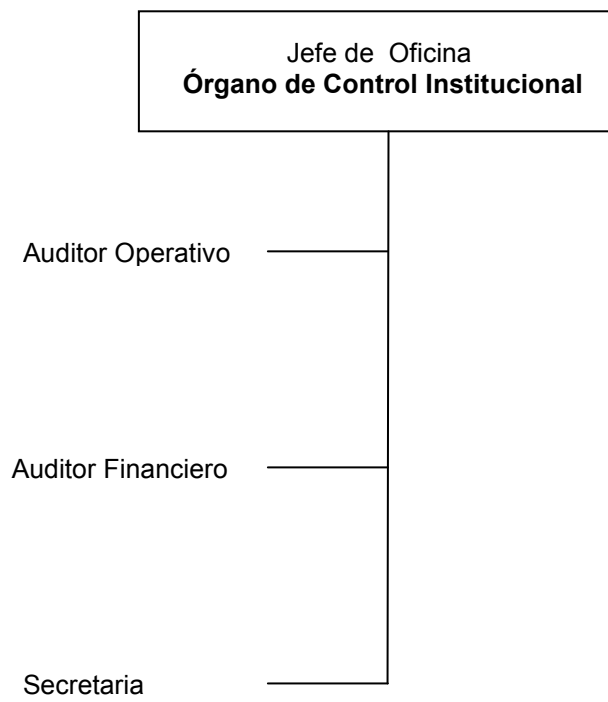 Jefe de Oficina
Órgano de Control Institucional
Auditor Operativo
Auditor Financiero
Secretaria